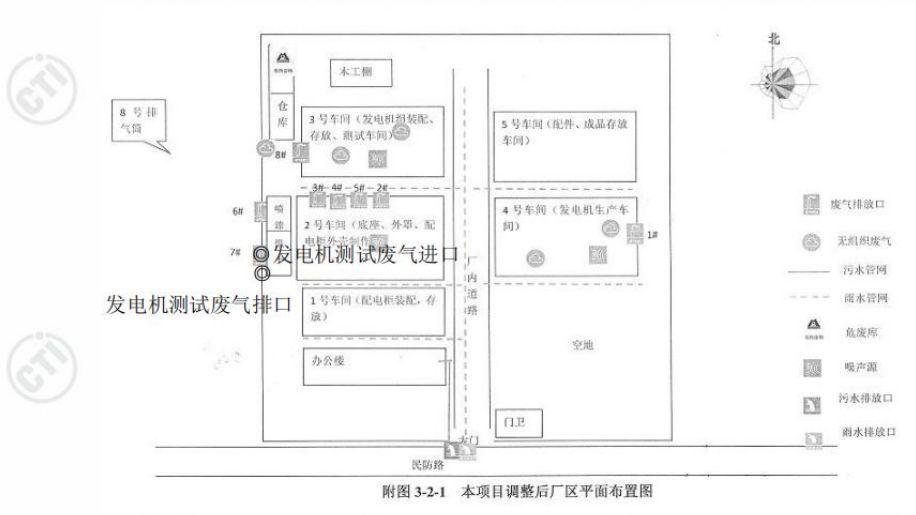 CTI
北
木工棚
8 号排
气筒
仓
库
3 号车间（发电机组装配、
存放、测试车间）
8#
5 号车间（配件、成品存放
车间）
3# 4# 5# 2#
6#
喷
漆
2 号车间（底座、外罩、配
电柜外壳制作
4 号车间（发电机生产车
间）
1#
废气排放口
7#
发电机测试废气进口
无组织废气
污水管网
厂
内
道
路
雨水管网
发电机测试废气排口
1 号车间（配电柜装配，存
放）
危废库
空地
CTI
办公楼
噪声源
污水排放口
门卫
雨水排放口
大门
民防路
附图 3-2-1 本项目调整后厂区平面布置图